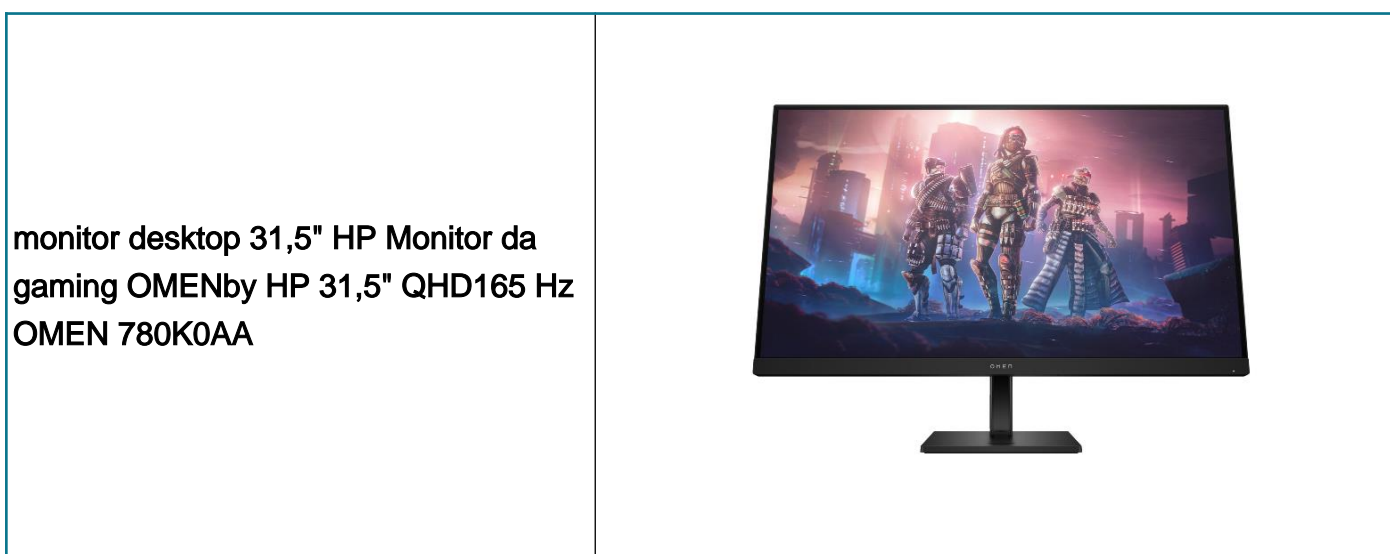 monitor desktop 31,5" HP Monitor da
gaming OMENby HP 31,5" QHD165 Hz
OMEN 780K0AA
OMEN